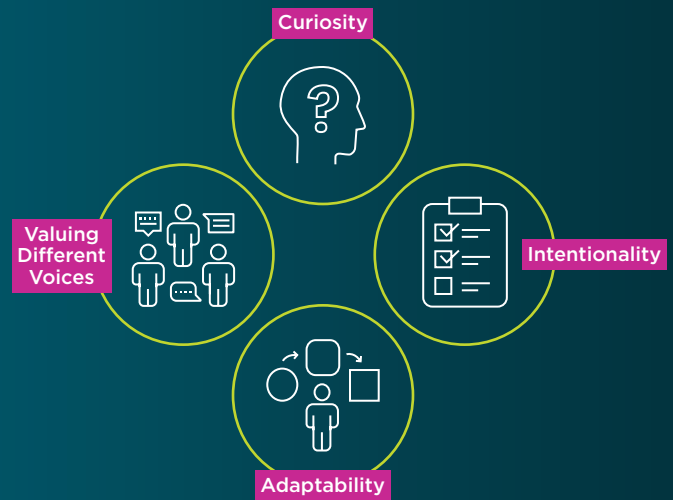 Curiosity
Valuing
Different
Voices
Intentionality
Adaptability